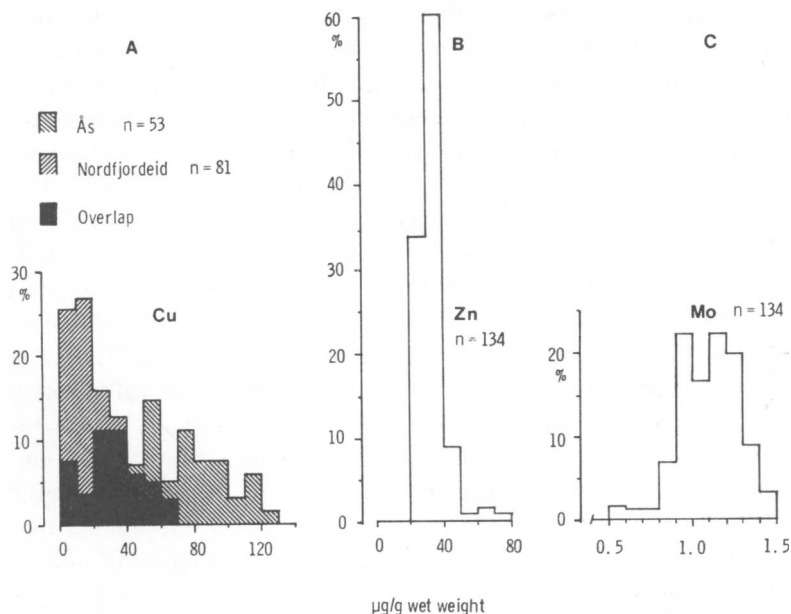 A
Ås n = 53
Nordfjordeid n = 81
Overlap
30
%
20
10
0
Cu
0 40 80 120
B
60
%
50
40
30
20
10
0
Zn
n = 134
0 40 80
C
Mo n = 134
20
%
10
0
0.5 1.0 1.5
µg/g wet weight